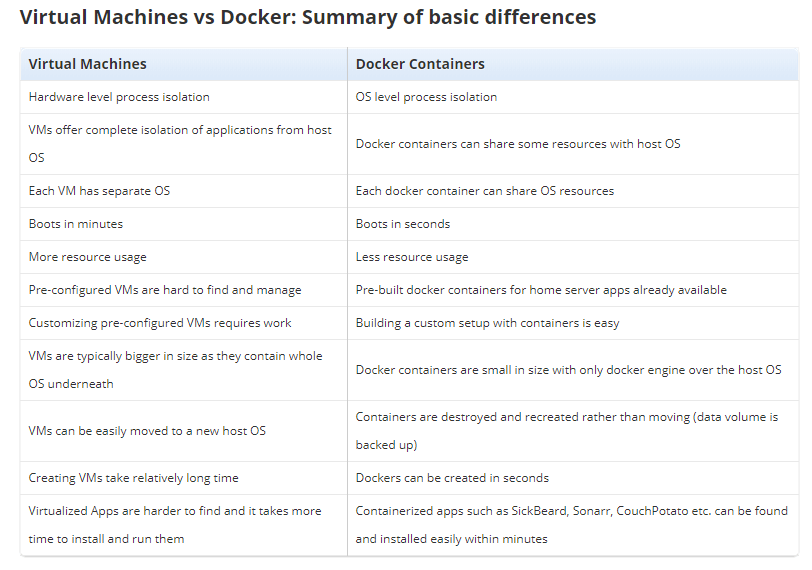 Virtual Machines vs Docker: Summary of basic differences
Virtual Machines
Docker Containers
Hardware level process isolation
OS level process isolation
VMs offer complete isolation of applications from host
OS
Docker containers can share some resources with host OS
Each VM has separate OS
Each docker container can share OS resources
Boots in minutes
Boots in seconds
More resource usage
Less resource usage
Pre-configured VMs are hard to find and manage
Pre-built docker containers for home server apps already available
Customizing pre-configured VMs requires work
Building a custom setup with containers is easy
VMs are typically bigger in size as they contain whole
OS underneath
Docker containers are small in size with only docker engine over the host OS
VMs can be easily moved to a new host OS
Containers are destroyed and recreated rather than moving (data volume is
backed up)
Creating VMs take relatively long time
Dockers can be created in seconds
Virtualized Apps are harder to find and it takes more
time to install and run them
Containerized apps such as SickBeard, Sonarr, CouchPotato etc. can be found
and installed easily within minutes